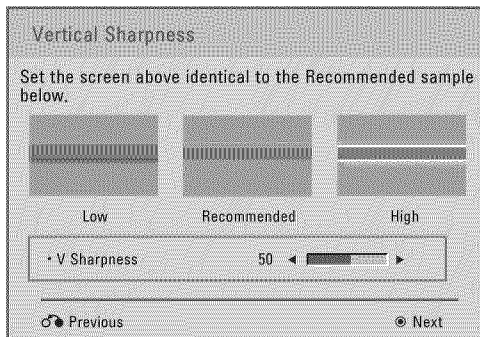 Vertical Sharpness
Set the screen above identical to the Recommended sample
below.
Low Recommended High
• V Sharpness 50 ◄ ►
Previous ◉ Next